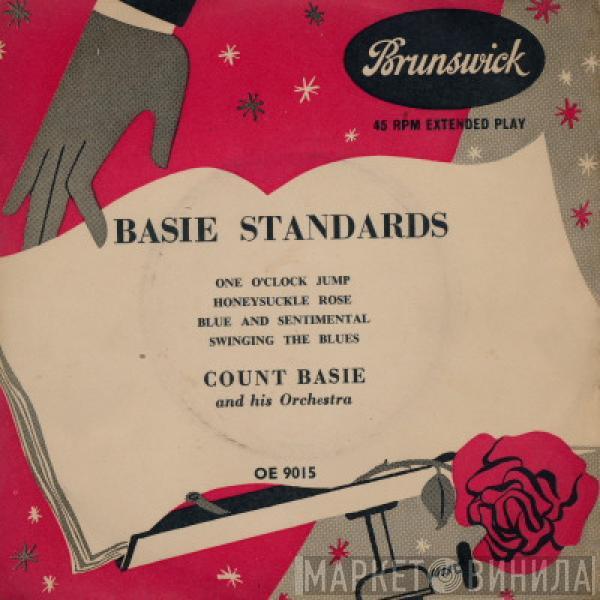 Brunswick
45 RPM EXTENDED PLAY
BASIE STANDARDS
ONE O'CLOCK JUMP
HONEYSUCKLE ROSE
BLUE AND SENTIMENTAL
SWINGING THE BLUES
COUNT BASIE
and his Orchestra
OE 9015
МАРКЕТ ВИНИЛА